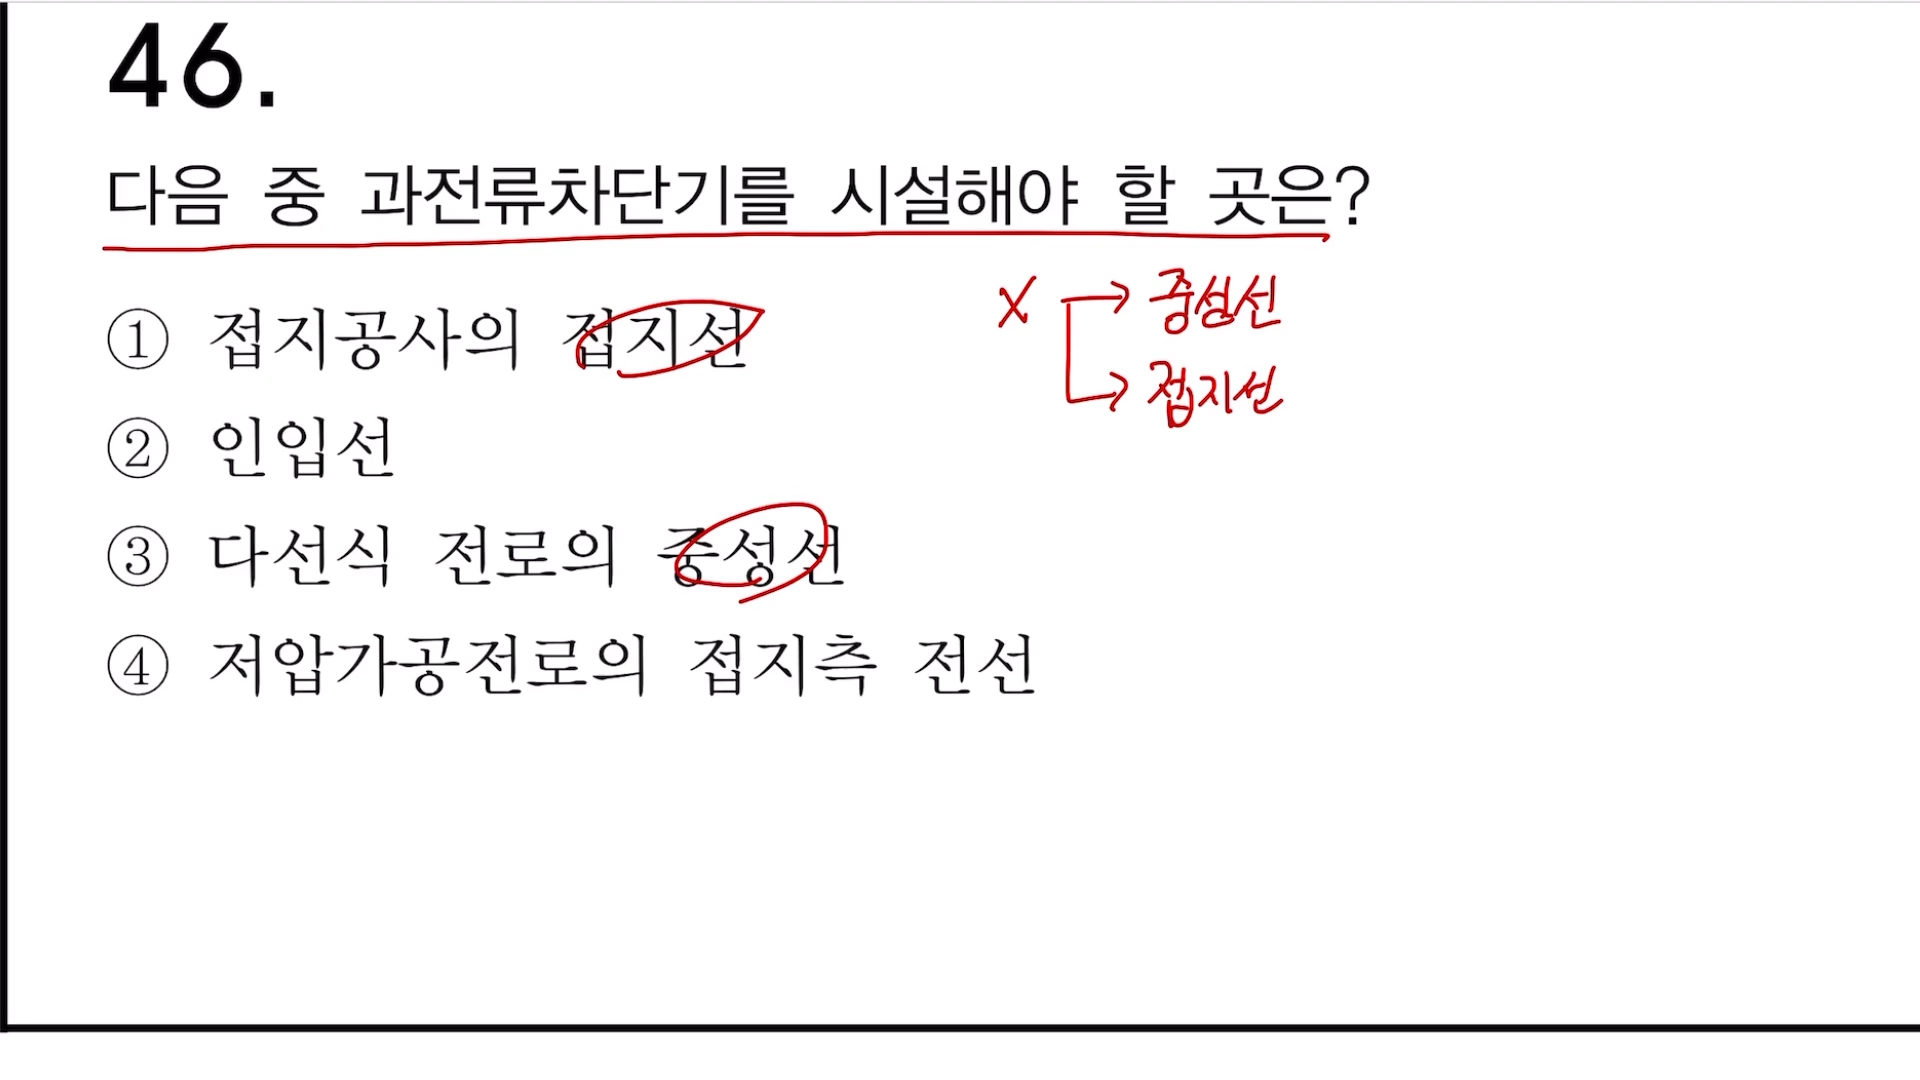 46.
다음 중 과전류차단기를 시설해야 할 곳은?
① 접지공사의 접지선
X → 중성선
→ 접지선
② 인입선
③ 다선식 전로의 중성선
④ 저압가공전로의 접지측 전선